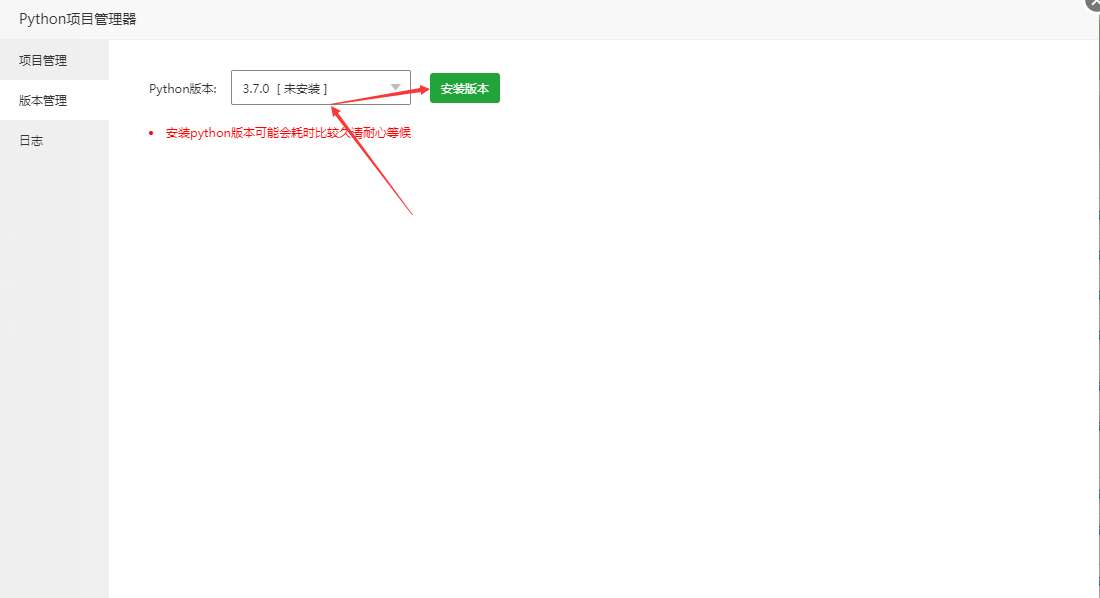 Python项目管理器
项目管理
版本管理
日志
Python版本:
3.7.0 [ 未安装 ]
安装版本
安装python版本可能会耗时比较久请耐心等候